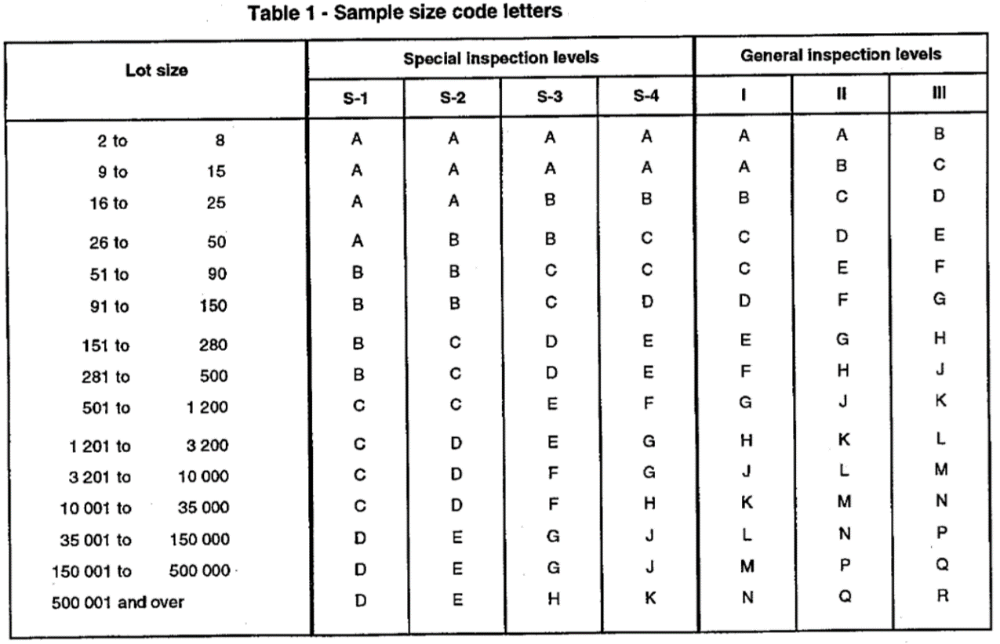 Table 1 - Sample size code letters
Lot size Special inspection levels General inspection levels
S-1 S-2 S-3 S-4 I II III
2 to 8 A A A A A A B
9 to 15 A A A A A B C
16 to 25 A A B B B C D
26 to 50 A B B C C D E
51 to 90 B B C C C E F
91 to 150 B B C D D F G
151 to 280 B C D E E G H
281 to 500 B C D E F H J
501 to 1 200 C C E F G J K
1 201 to 3 200 C D E G H K L
3 201 to 10 000 C D F G J L M
10 001 to 35 000 C D F H K M N
35 001 to 150 000 D E G J L N P
150 001 to 500 000 D E G J M P Q
500 001 and over D E H K N Q R